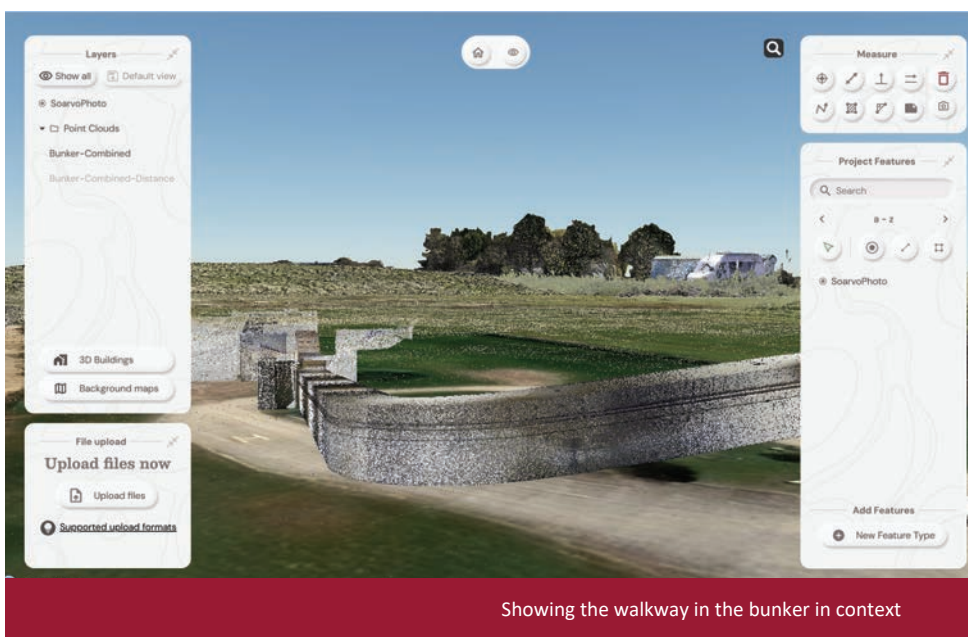 Layers
Show all
Default view
SoarvoPhoto
Point Clouds
Bunker-Combined
Bunker-Combined-Distance
3D Buildings
Background maps
File upload
Upload files now
Upload files
Supported upload formats
Measure
Project Features
Search
a - z
SoarvoPhoto
Add Features
New Feature Type
Showing the walkway in the bunker in context